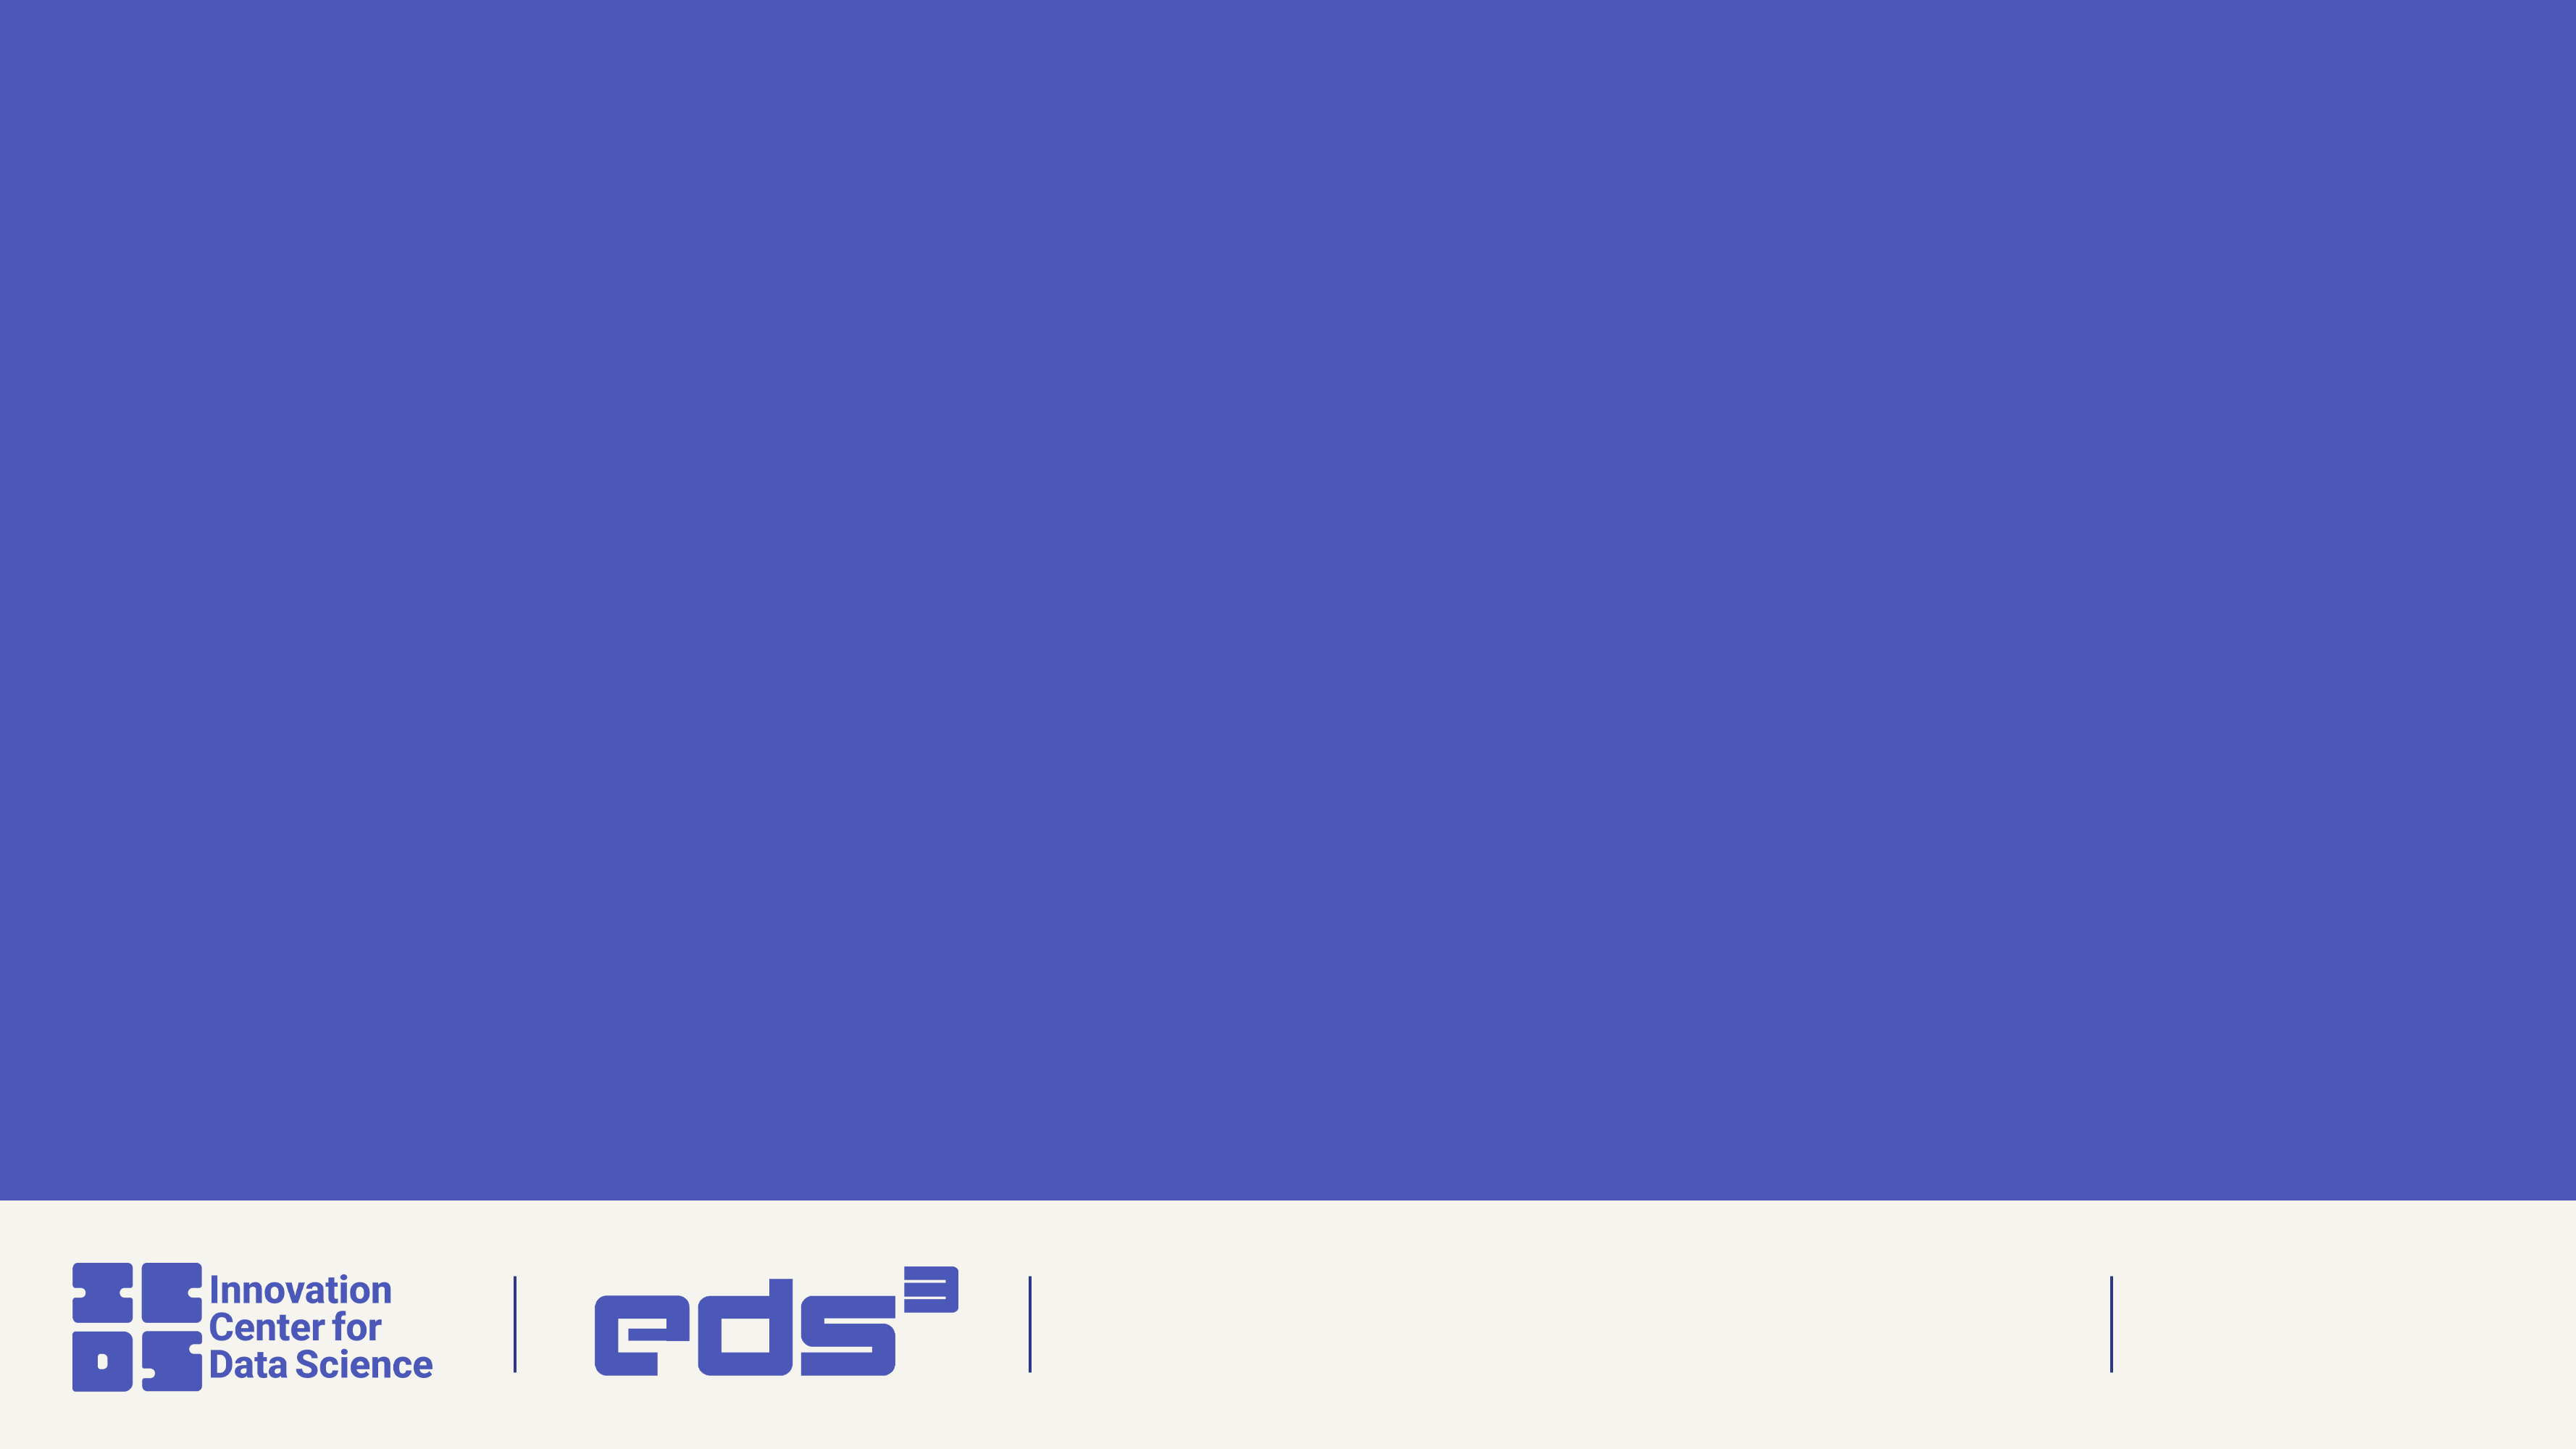 Innovation
Center for
Data Science
eds³